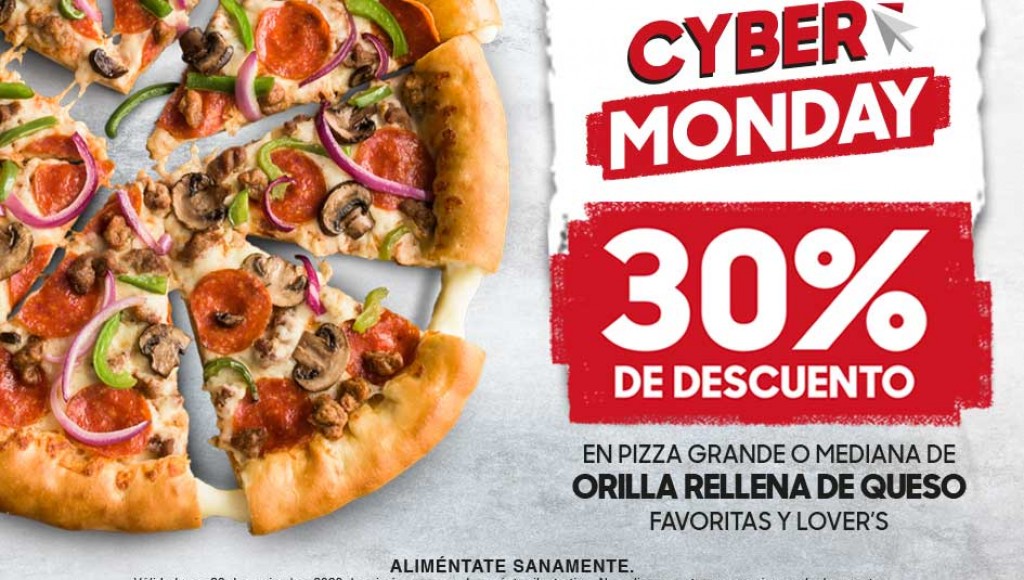 CYBER
MONDAY
30%
DE DESCUENTO
EN PIZZA GRANDE O MEDIANA DE
ORILLA RELLENA DE QUESO
FAVORITAS Y LOVER'S
ALIMÉNTATE SANAMENTE.